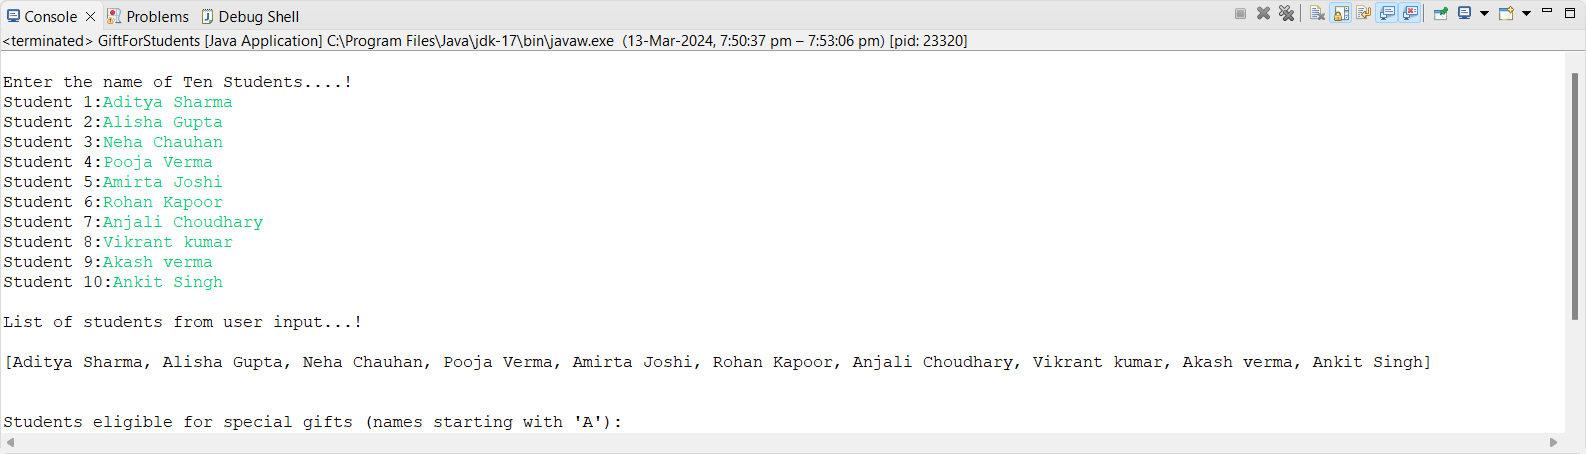 Console Problems Debug Shell
<terminated> GiftForStudents [Java Application] C:\Program Files\Java\jdk-17\bin\javaw.exe (13-Mar-2024, 7:50:37 pm – 7:53:06 pm) [pid: 23320]
Enter the name of Ten Students....!
Student 1:Aditya Sharma
Student 2:Alisha Gupta
Student 3:Neha Chauhan
Student 4:Pooja Verma
Student 5:Amirta Joshi
Student 6:Rohan Kapoor
Student 7:Anjali Choudhary
Student 8:Vikrant kumar
Student 9:Akash verma
Student 10:Ankit Singh
List of students from user input...!
[Aditya Sharma, Alisha Gupta, Neha Chauhan, Pooja Verma, Amirta Joshi, Rohan Kapoor, Anjali Choudhary, Vikrant kumar, Akash verma, Ankit Singh]
Students eligible for special gifts (names starting with 'A'):